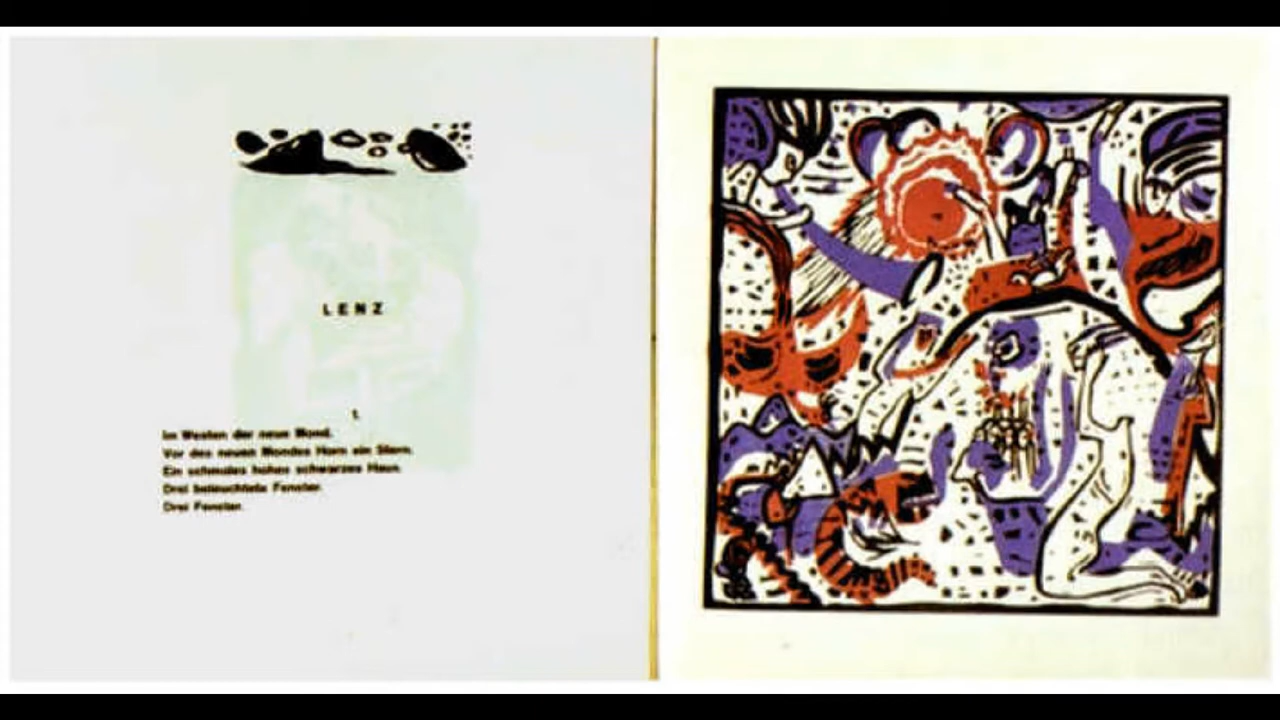 LENZ
1.
Im Westen der neue Mond.
Vor des neuen Mondes Horn ein Stern.
Ein schmales hohes schwarzes Haus.
Drei beleuchtete Fenster.
Drei Fenster.